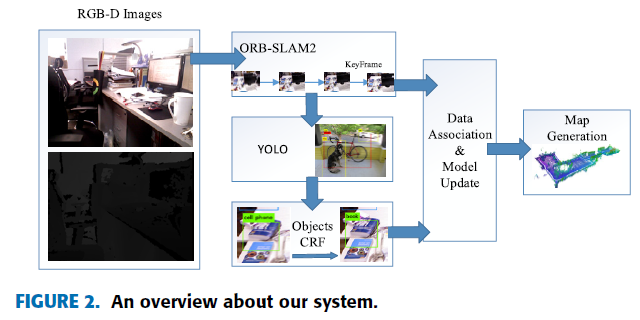 RGB-D Images
ORB-SLAM2
KeyFrame
YOLO
cell phone
book
Objects
CRF
Data
Association
&
Model
Update
Map
Generation
FIGURE 2. An overview about our system.